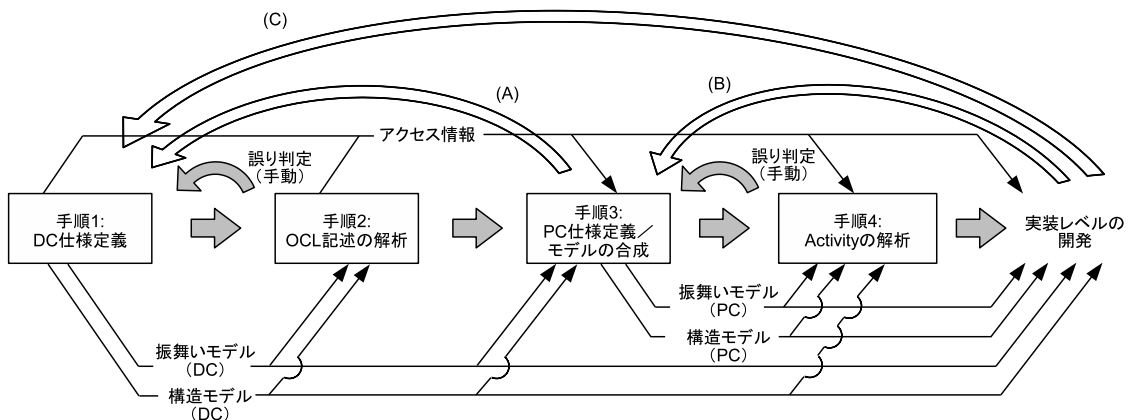 (C)
(B)
(A)
アクセス情報
誤り判定
（手動）
誤り判定
（手動）
手順1:
DC仕様定義
手順2:
OCL記述の解析
手順3:
PC仕様定義／
モデルの合成
手順4:
Activityの解析
実装レベルの
開発
振舞いモデル
（PC）
構造モデル
（PC）
振舞いモデル
（DC）
構造モデル
（DC）